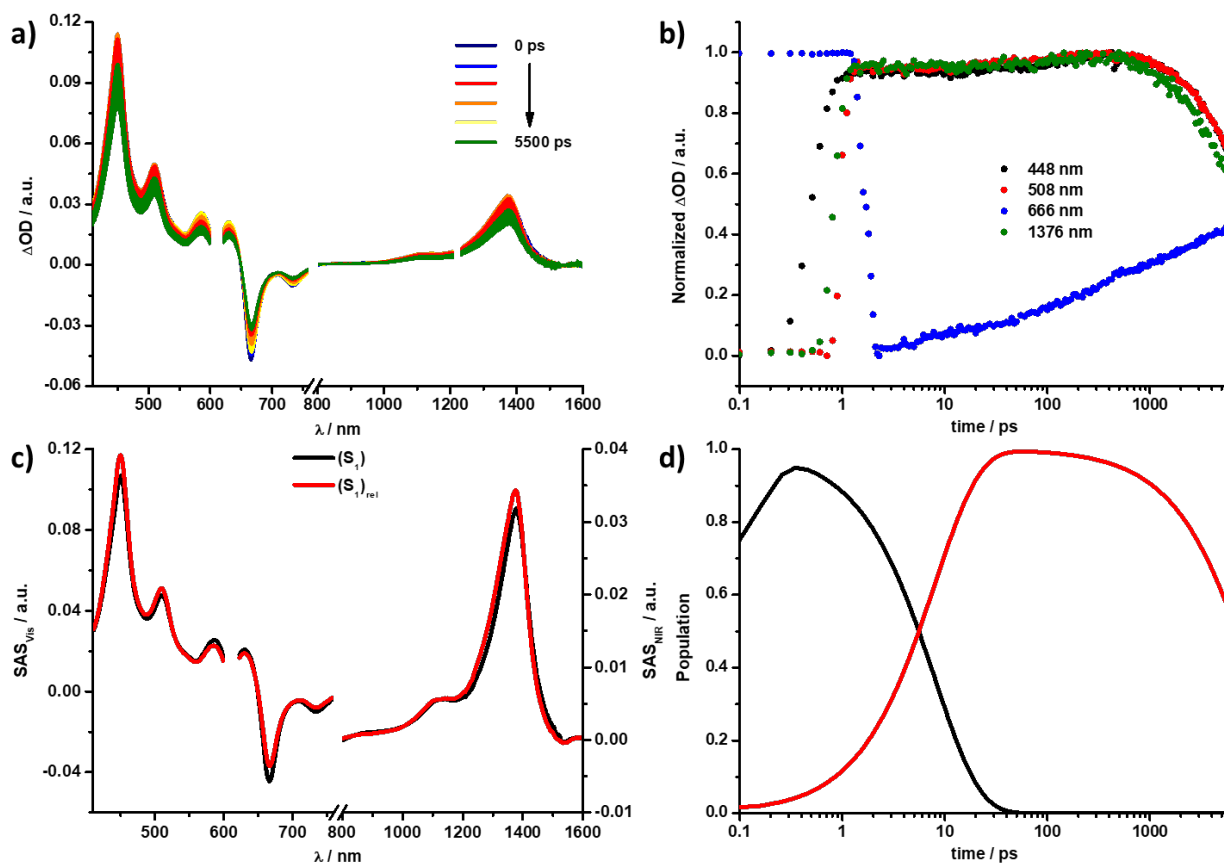 a)
0.12
0.09
0.06
0.03
0.00
-0.03
-0.06
ΔOD / a.u.
0 ps
5500 ps
500 600 700 800 1000 1200 1400 1600
λ / nm
b)
1.0
0.8
0.6
0.4
0.2
0.0
Normalized ΔOD / a.u.
448 nm
508 nm
666 nm
1376 nm
0.1 1 10 100 1000
time / ps
c)
0.12
0.08
0.04
0.00
-0.04
SAS_Vis / a.u.
(S₁)
(S₁)rel
0.04
0.03
0.02
0.01
0.00
-0.01
SAS_NIR / a.u.
500 600 700 800 1000 1200 1400 1600
λ / nm
d)
1.0
0.8
0.6
0.4
0.2
0.0
Population
0.1 1 10 100 1000
time / ps